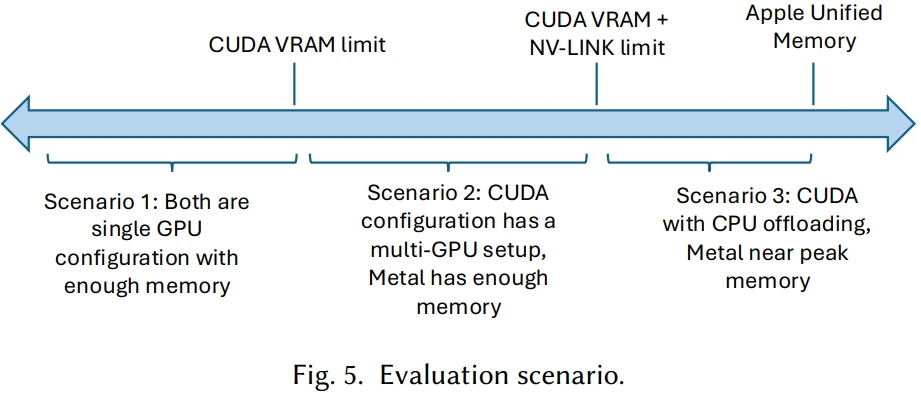 CUDA VRAM limit
CUDA VRAM +
NV-LINK limit
Apple Unified
Memory
Scenario 1: Both are
single GPU
configuration with
enough memory
Scenario 2: CUDA
configuration has a
multi-GPU setup,
Metal has enough
memory
Scenario 3: CUDA
with CPU offloading,
Metal near peak
memory
Fig. 5. Evaluation scenario.